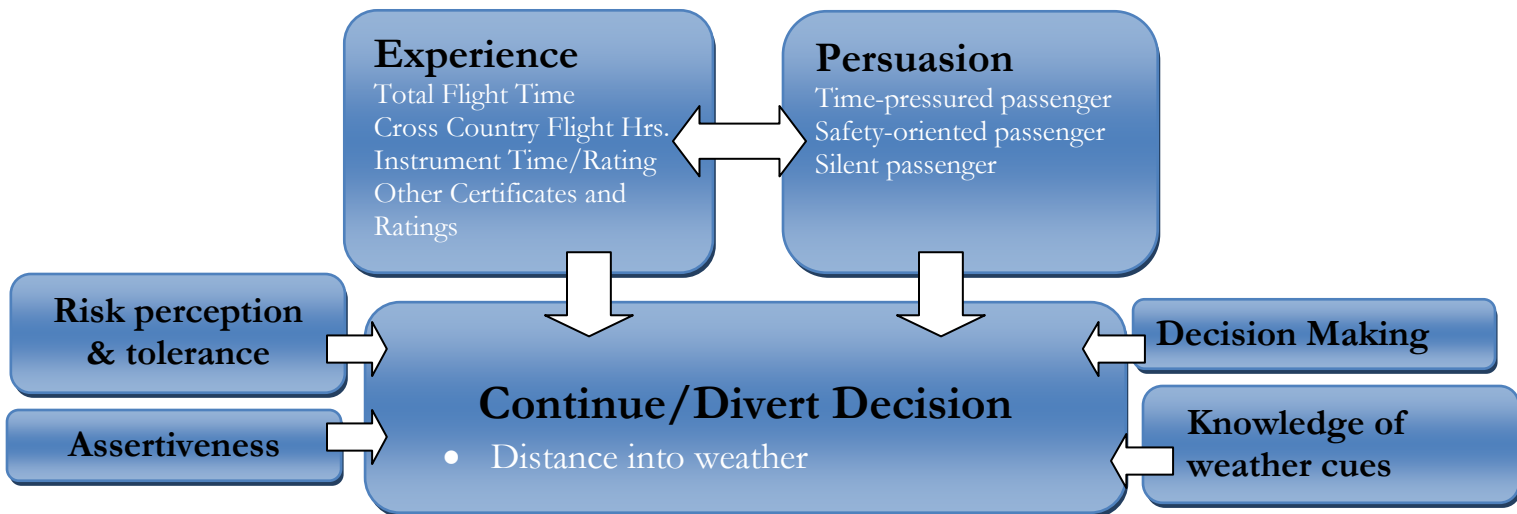 Experience
Total Flight Time
Cross Country Flight Hrs.
Instrument Time/Rating
Other Certificates and
Ratings
Persuasion
Time-pressured passenger
Safety-oriented passenger
Silent passenger
Risk perception
& tolerance
Assertiveness
Continue/Divert Decision
• Distance into weather
Decision Making
Knowledge of
weather cues